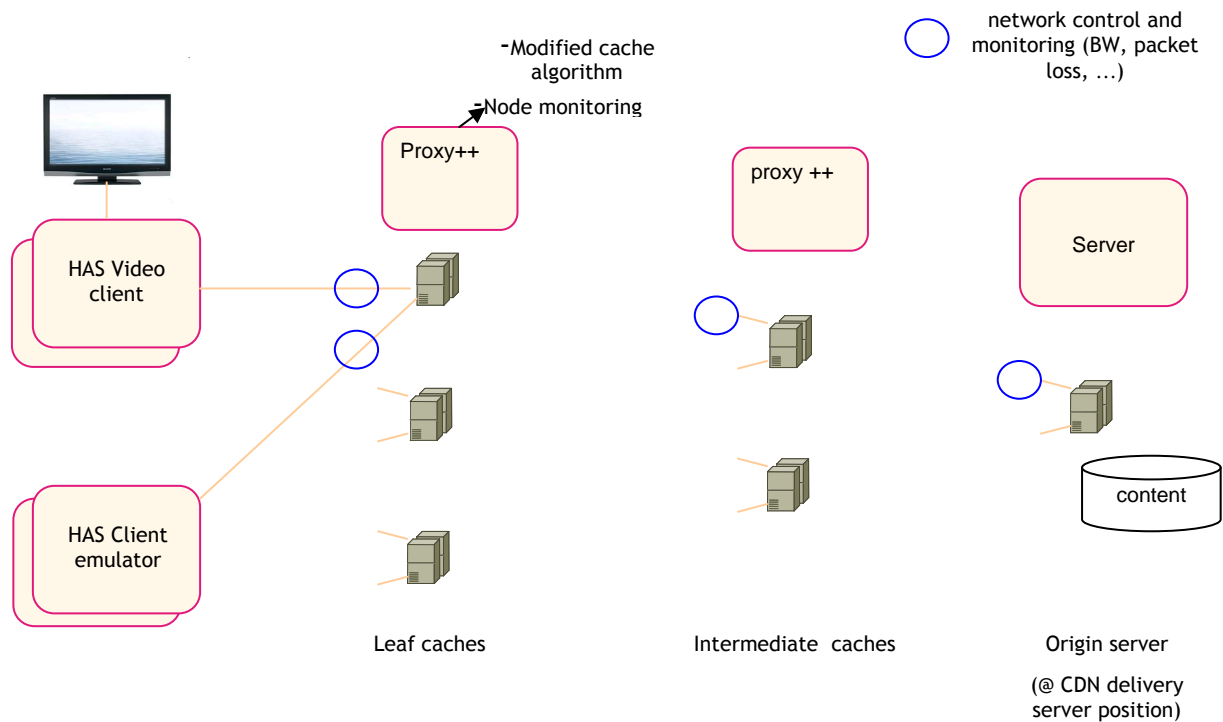 -Modified cache
algorithm
-Node monitoring
network control and
monitoring (BW, packet
loss, ...)
Proxy++
proxy ++
Server
HAS Video
client
HAS Client
emulator
content
Leaf caches
Intermediate caches
Origin server
(@ CDN delivery
server position)